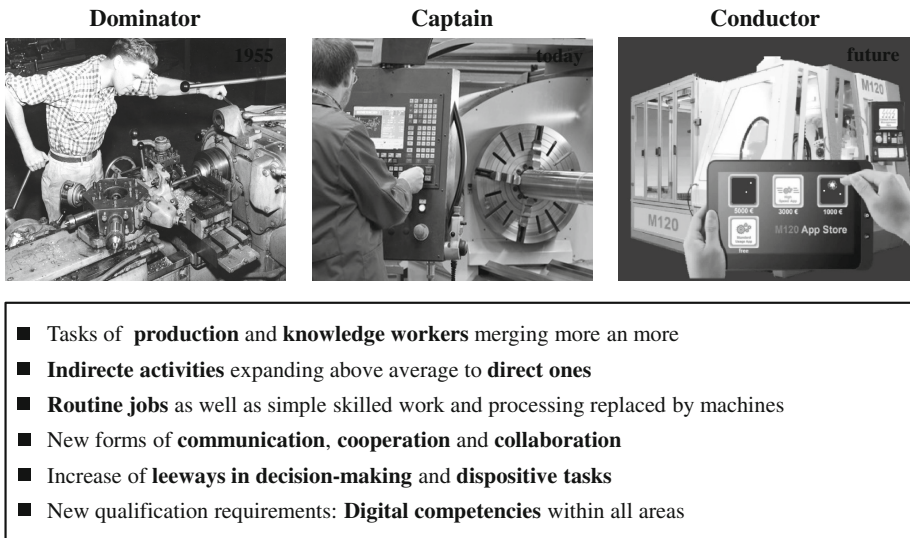 Dominator
Captain
Conductor
1955
today
future
M120
5000 €
3000 €
1000 €
M120
M120 App Store
free
Tasks of production and knowledge workers merging more an more
Indirecte activities expanding above average to direct ones
Routine jobs as well as simple skilled work and processing replaced by machines
New forms of communication, cooperation and collaboration
Increase of leeways in decision-making and dispositive tasks
New qualification requirements: Digital competencies within all areas